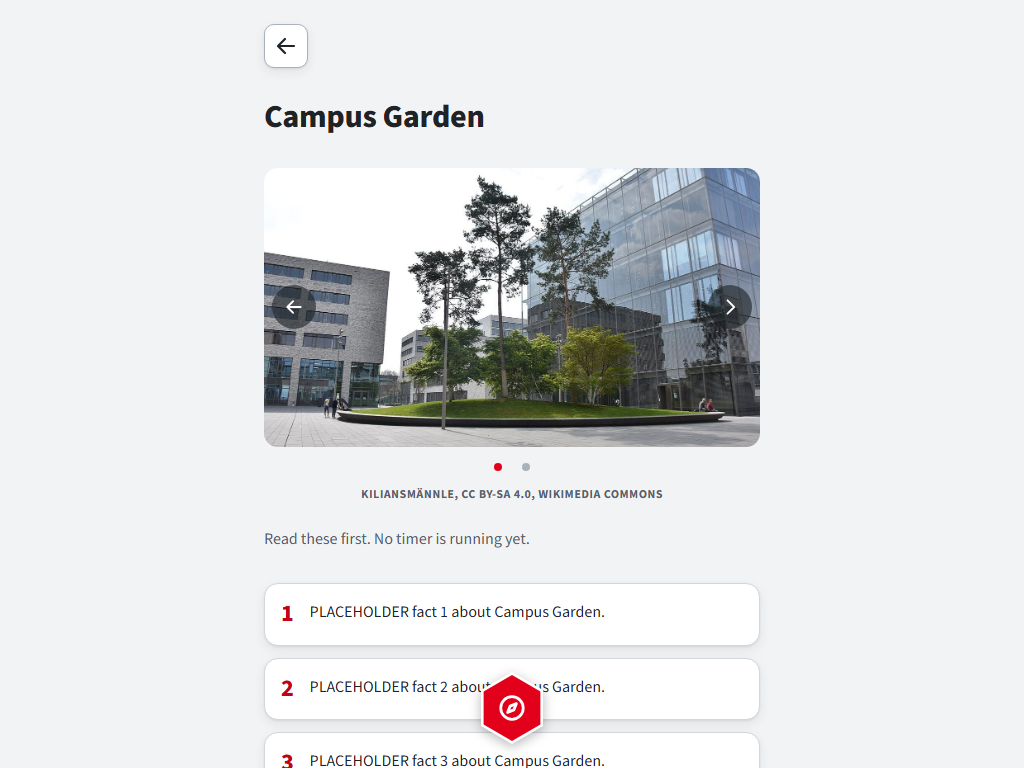 Campus Garden
KILIANSMÄNNLE, CC BY-SA 4.0, WIKIMEDIA COMMONS
Read these first. No timer is running yet.
1 PLACEHOLDER fact 1 about Campus Garden.
2 PLACEHOLDER fact 2 about Garden.
3 PLACEHOLDER fact 3 about Campus Garden.